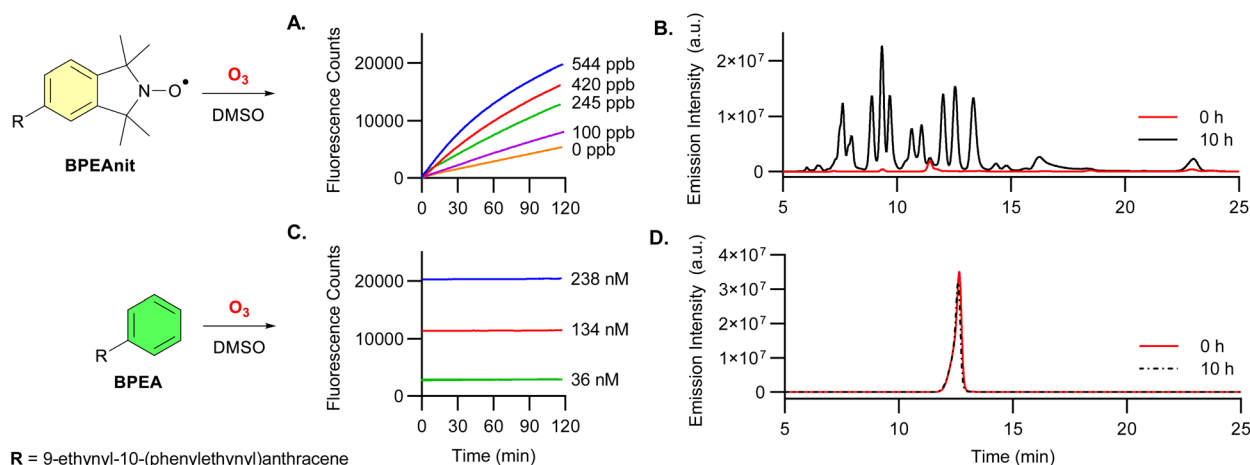 A.
B.
Fluorescence Counts
20000
10000
0
0 30 60 90 120
544 ppb
420 ppb
245 ppb
100 ppb
0 ppb
Emission Intensity (a.u.)
2×10⁷
1×10⁷
0
5 10 15 20 25
0 h
10 h
N
O
•
R
BPEAnit
O₃
DMSO
C.
D.
Fluorescence Counts
20000
10000
0
0 30 60 90 120
Time (min)
238 nM
134 nM
36 nM
Emission Intensity (a.u.)
4×10⁷
3×10⁷
2×10⁷
1×10⁷
0
5 10 15 20 25
Time (min)
0 h
10 h
R
BPEA
O₃
DMSO
R = 9-ethynyl-10-(phenylethynyl)anthracene